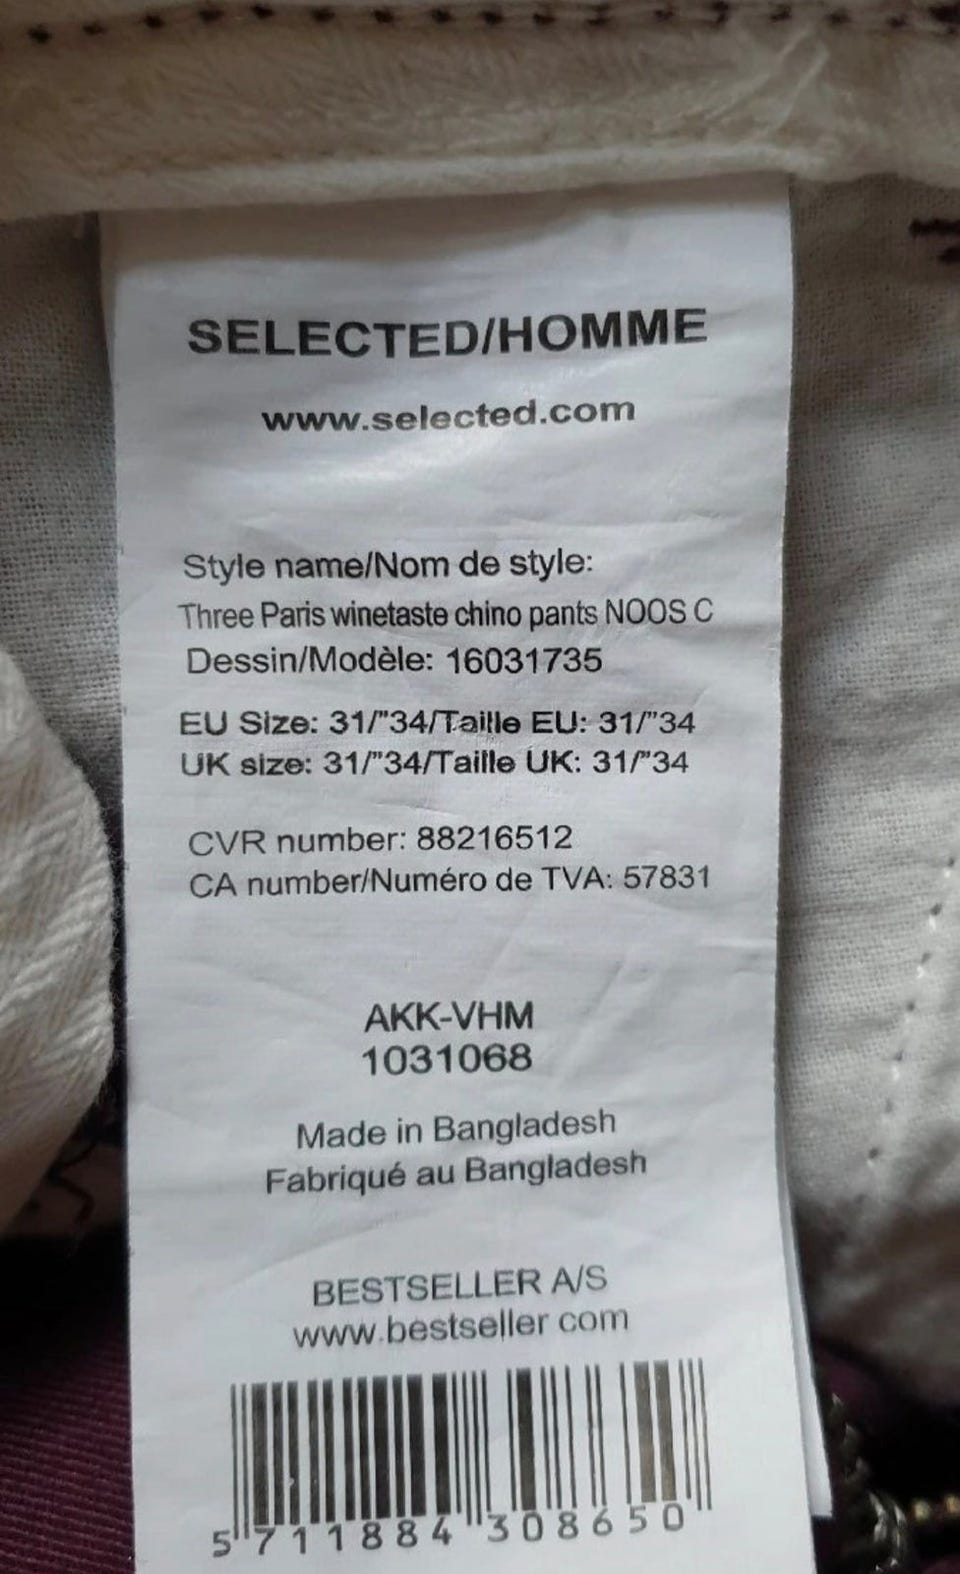 SELECTED/HOMME
www.selected.com
Style name/Nom de style:
Three Paris winetaste chino pants NOOS C
Dessin/Modèle: 16031735
EU Size: 31/"34/Taille EU: 31/"34
UK size: 31/"34/Taille UK: 31/"34
CVR number: 88216512
CA number/Numéro de TVA: 57831
AKK-VHM
1031068
Made in Bangladesh
Fabriqué au Bangladesh
BESTSELLER A/S
www.bestseller com
5 711884 308650